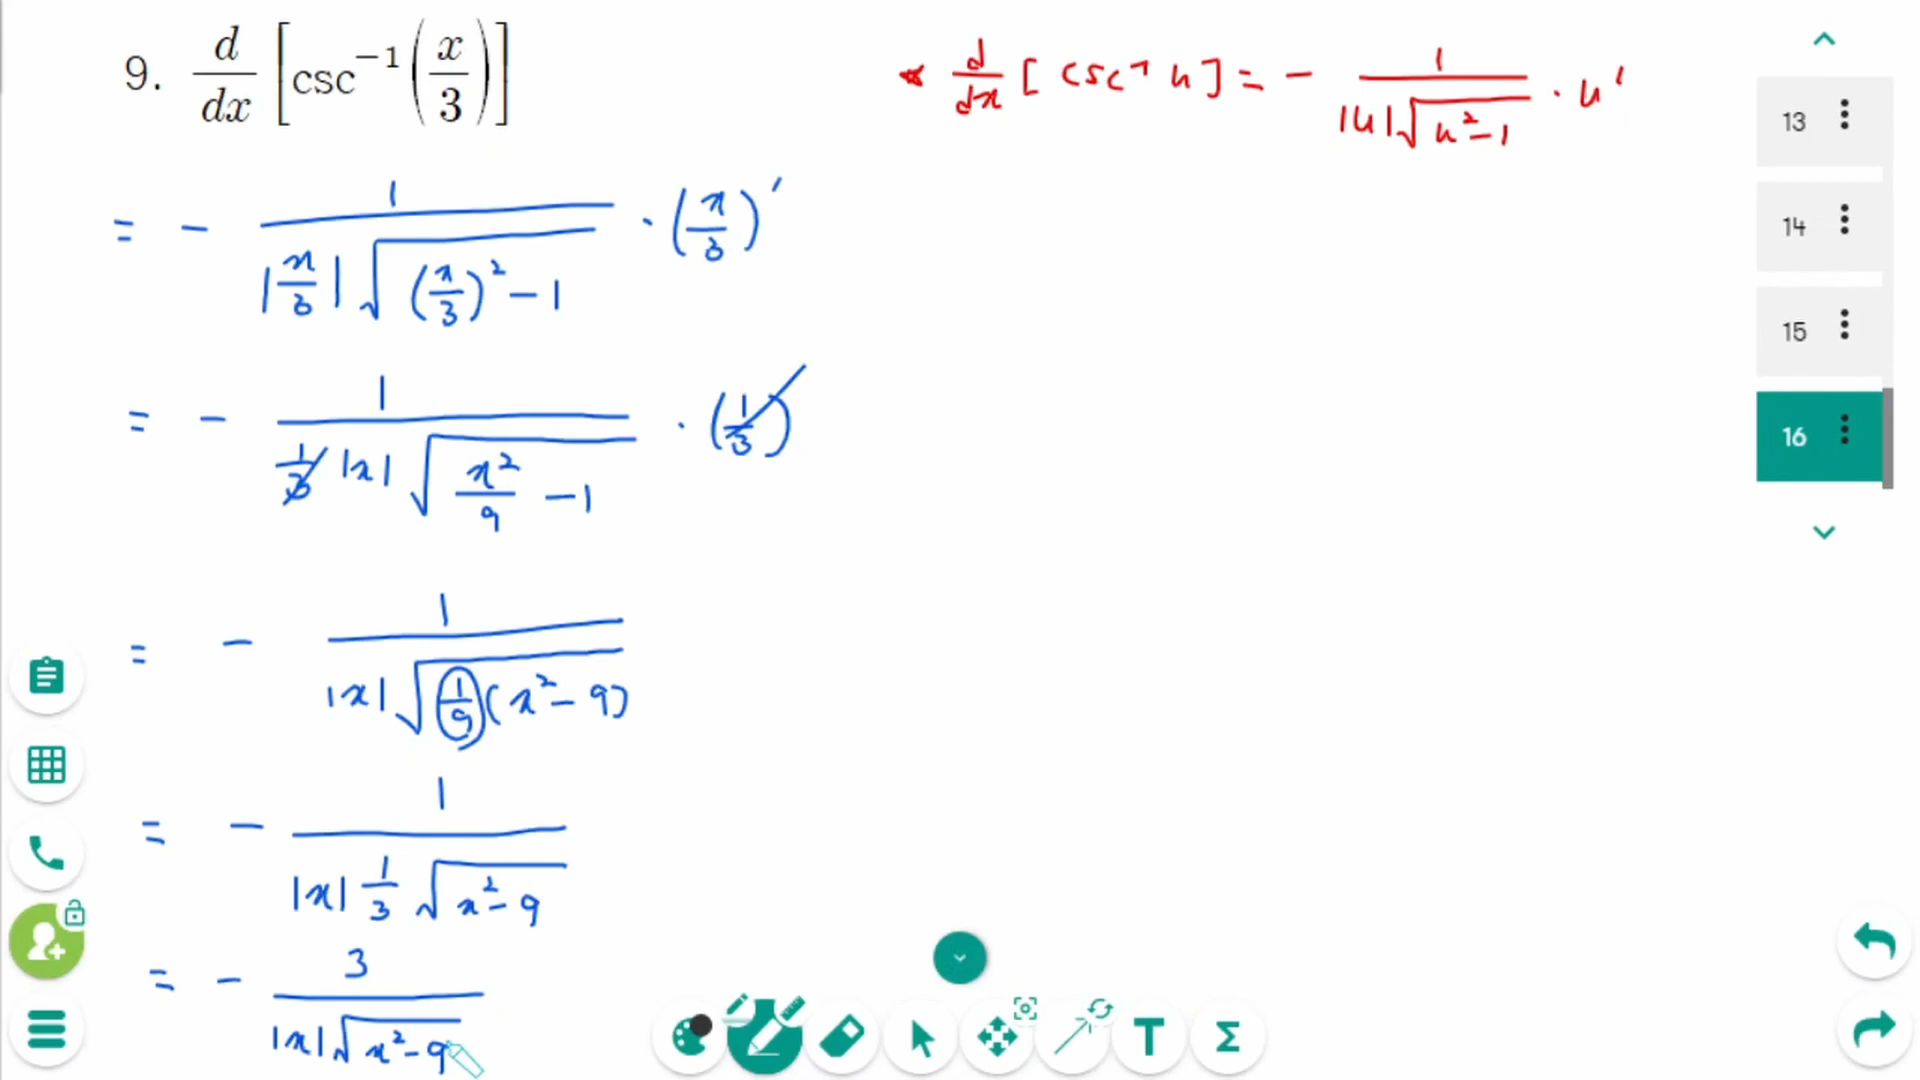 9. d/dx [csc⁻¹(x/3)]
* d/dx [csc⁻¹ u] = - 1/(|u|√(u²-1)) · u'
= - 1/(|x/3|√((x/3)²-1)) · (x/3)'
= - 1/(1/3 |x|√(x²/9 -1)) · (1/3)
= - 1/(|x|√(1/9 (x²-9)))
= - 1/(|x| 1/3 √(x²-9))
= - 3/(|x|√(x²-9))
13
14
15
16
T
Σ